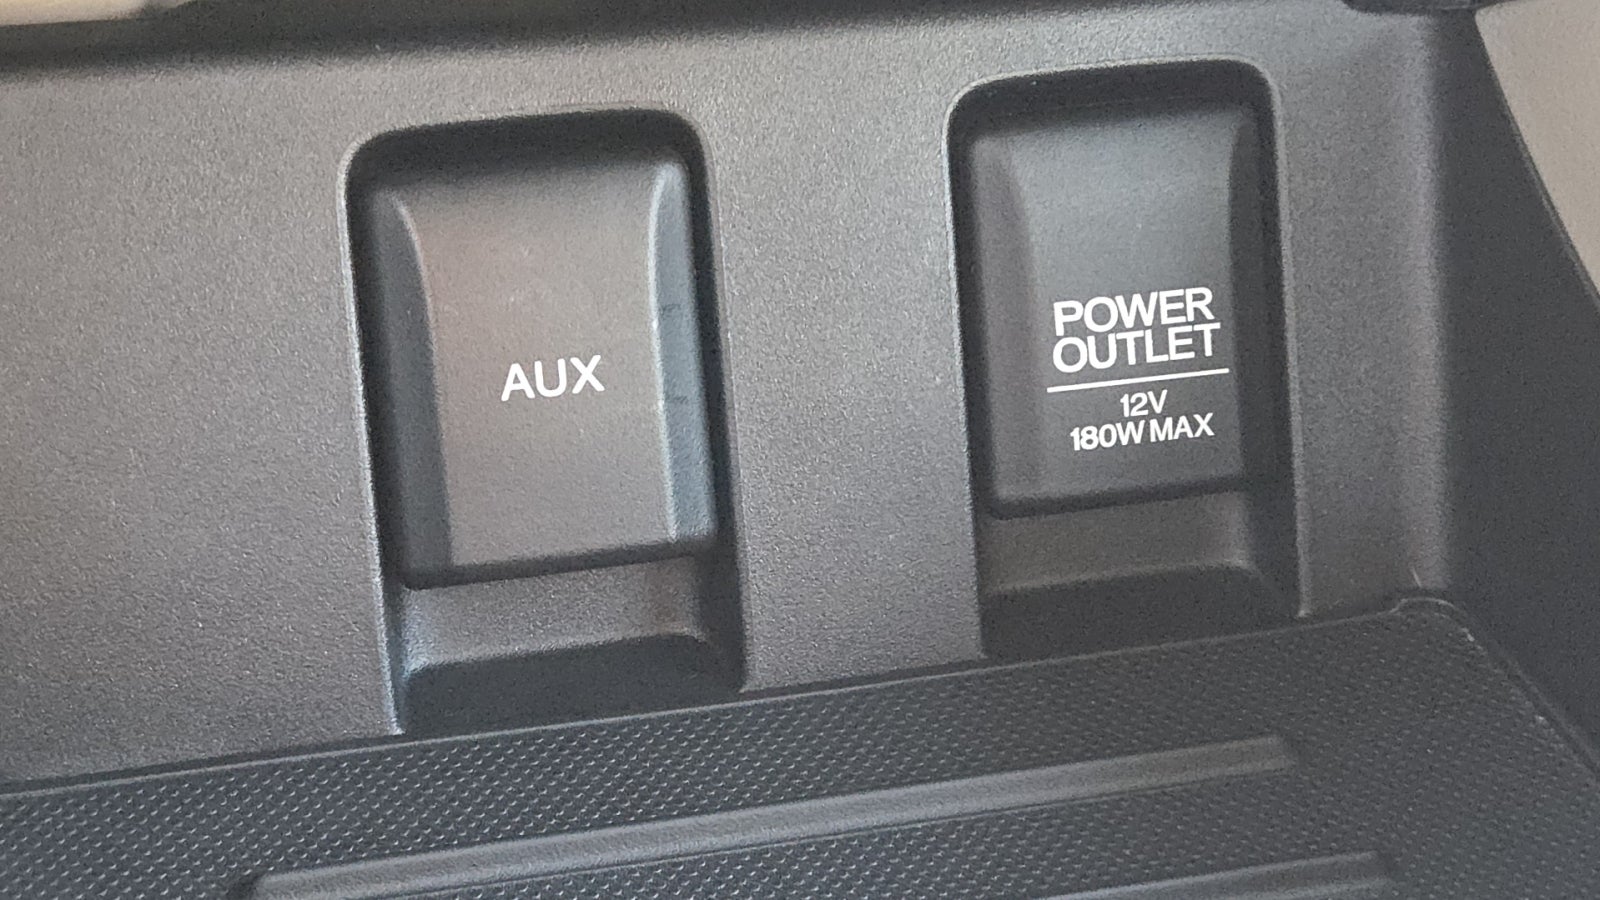 AUX
POWER
OUTLET
12V
180W MAX